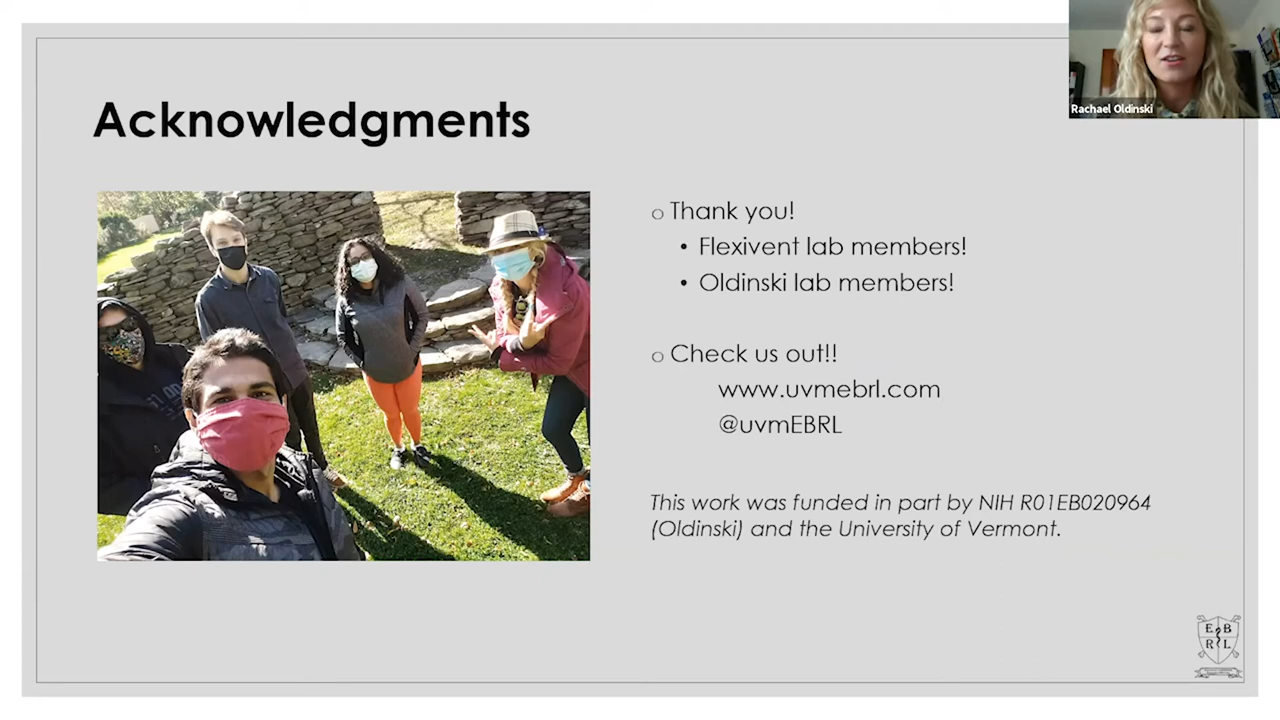 Rachael Oldinski
Acknowledgments
Thank you!
• Flexivent lab members!
• Oldinski lab members!
Check us out!!
www.uvmebrl.com
@uvmEBRL
This work was funded in part by NIH R01EB020964
(Oldinski) and the University of Vermont.
E B
R L